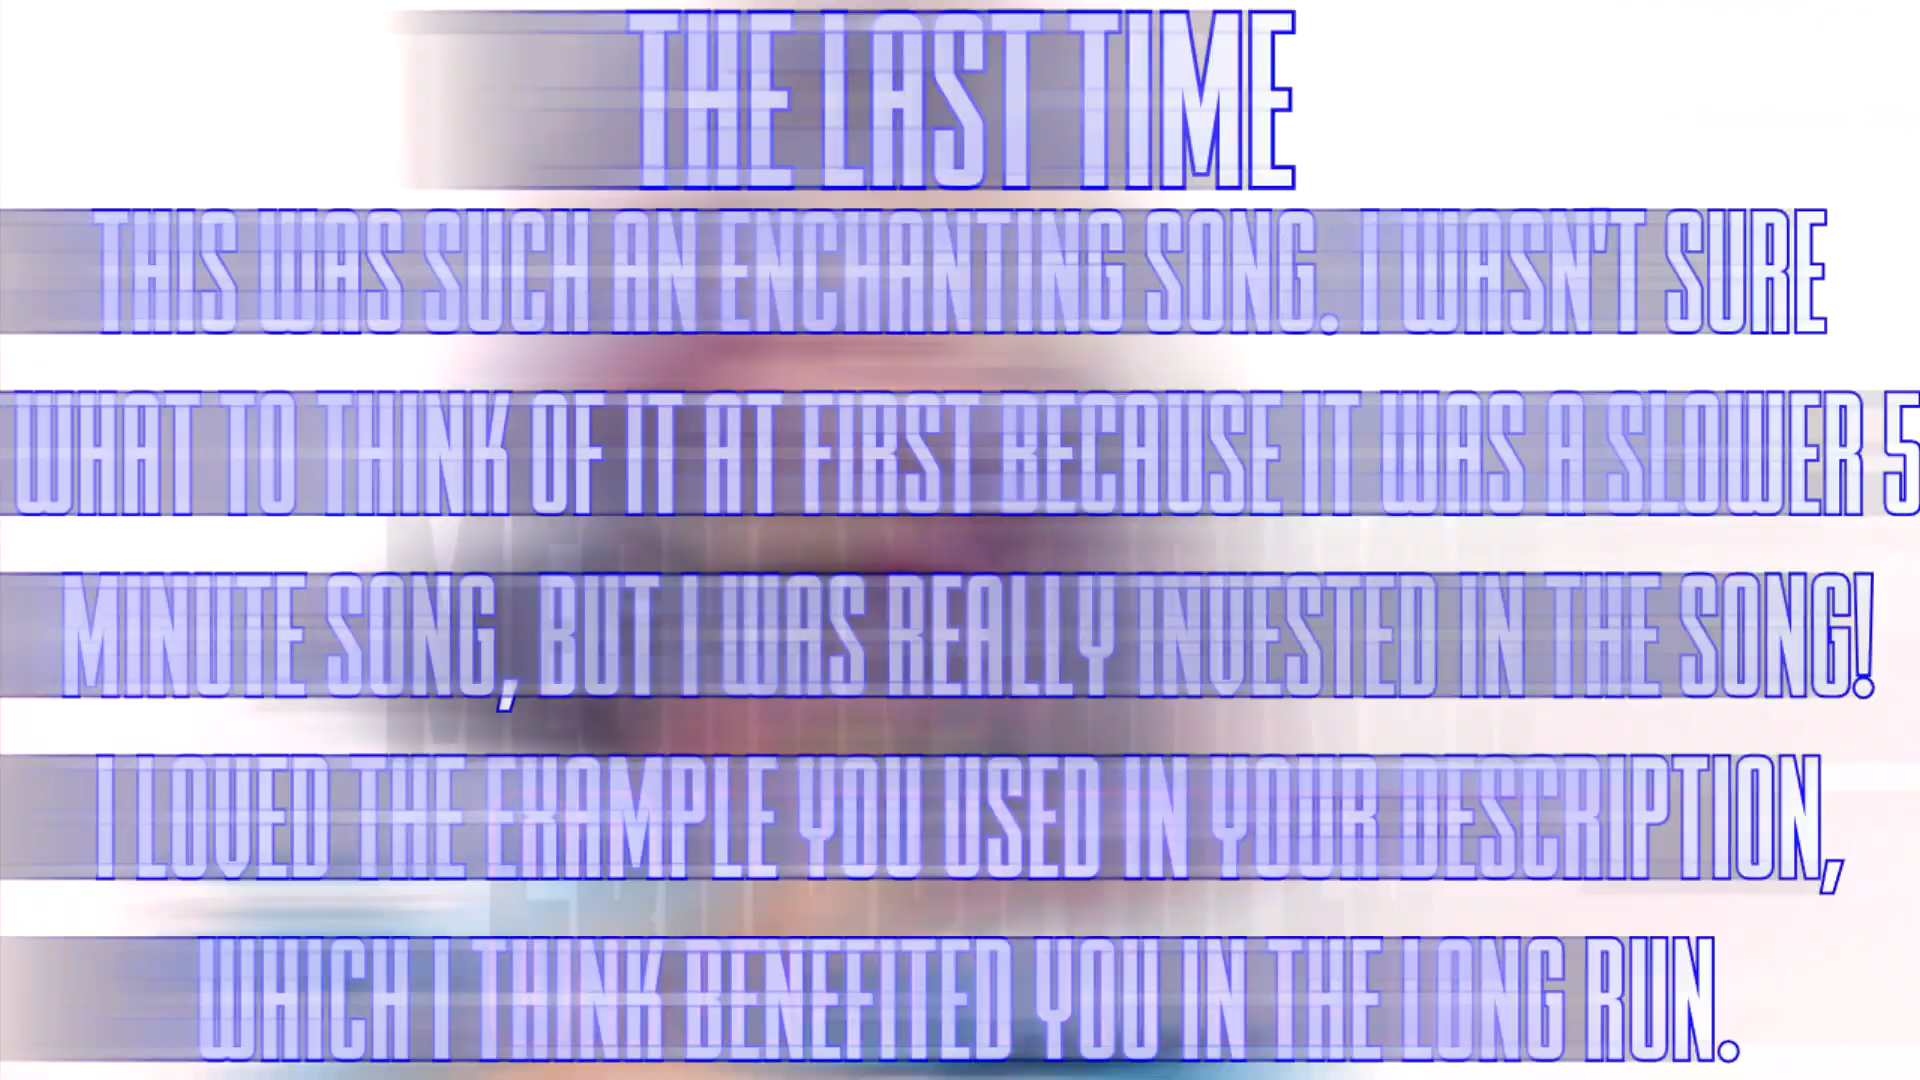 THE LAST TIME
THIS WAS SUCH AN ENCHANTING SONG. I WASN'T SURE
WHAT TO THINK OF IT AT FIRST BECAUSE IT WAS A SLOWER 5
MINUTE SONG, BUT I WAS REALLY INVESTED IN THE SONG!
I LOVED THE EXAMPLE YOU USED IN YOUR DESCRIPTION,
WHICH I THINK BENEFITED YOU IN THE LONG RUN.